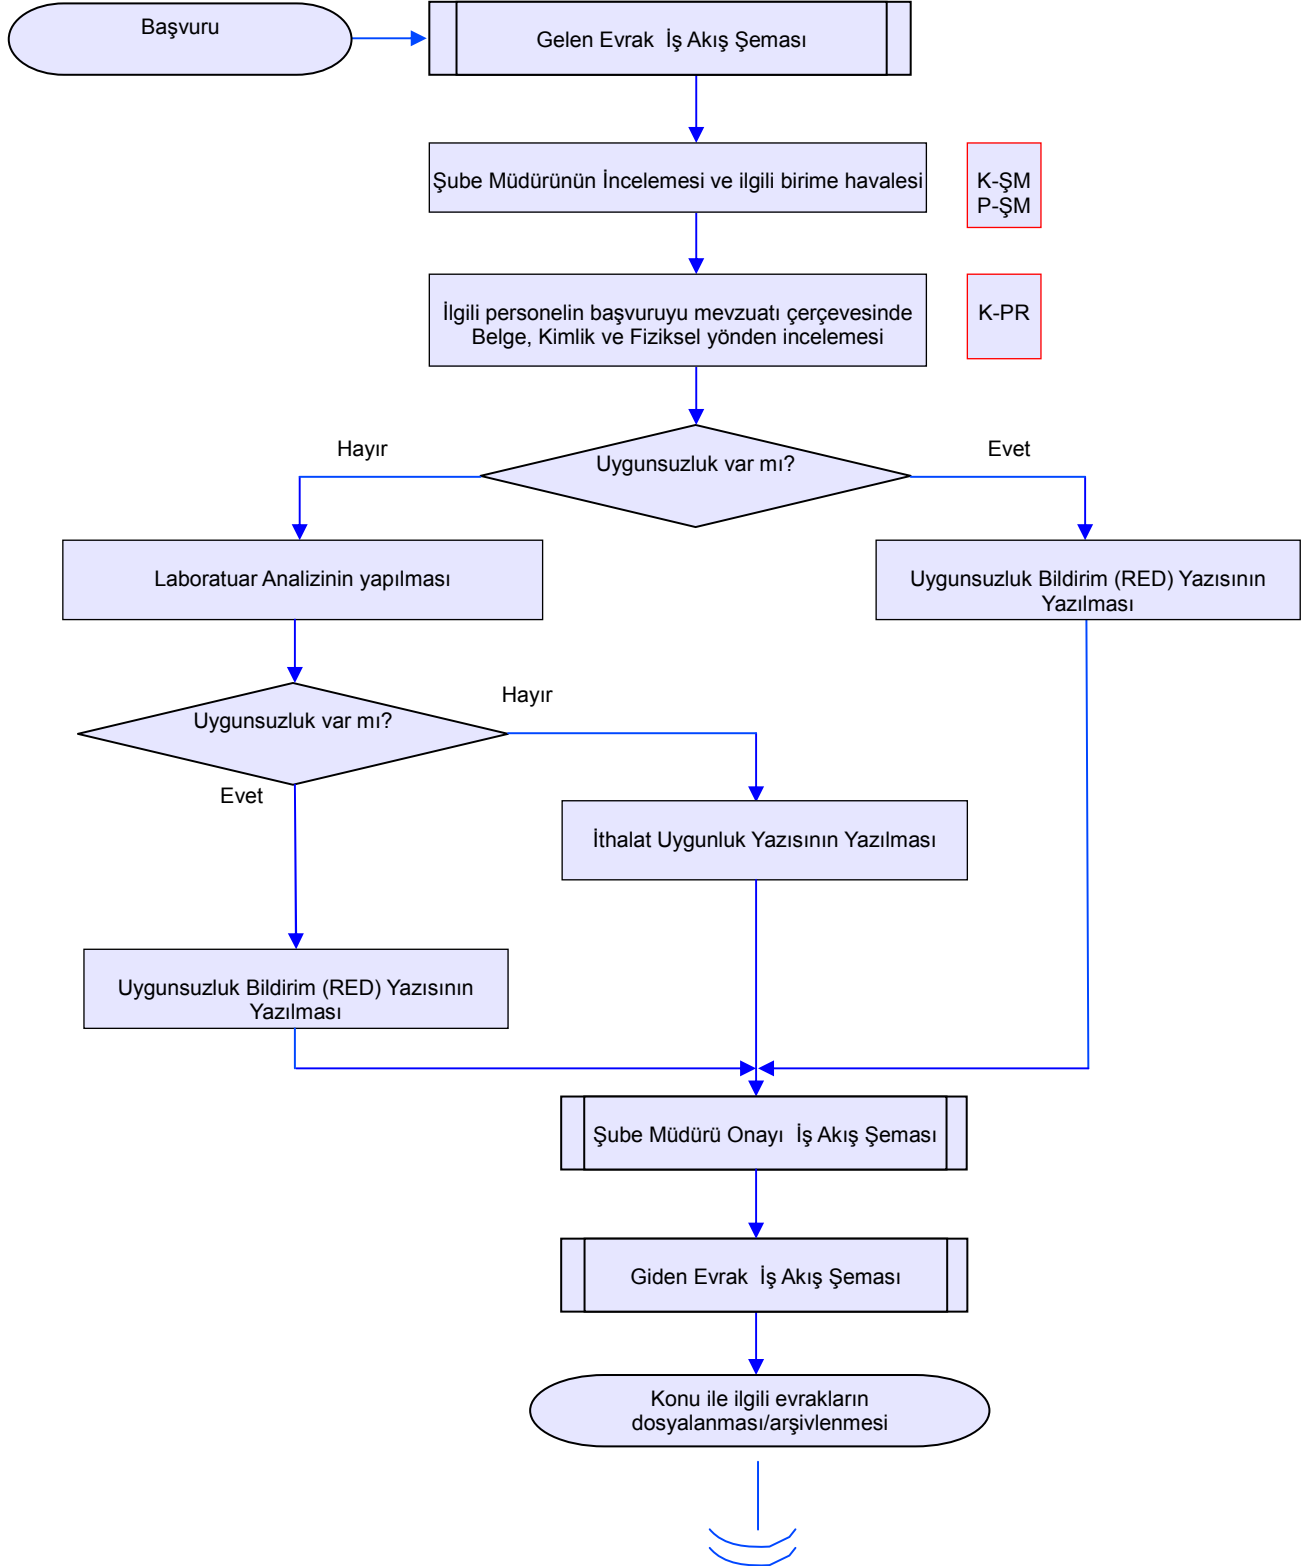 Başvuru
Gelen Evrak  İş Akış Şeması
Şube Müdürünün İncelemesi ve ilgili birime havalesi
K-ŞM
P-ŞM
İlgili personelin başvuruyu mevzuatı çerçevesinde
Belge, Kimlik ve Fiziksel yönden incelemesi
K-PR
Hayır
Uygunsuzluk var mı?
Evet
Laboratuar Analizinin yapılması
Uygunsuzluk Bildirim (RED) Yazısının
Yazılması
Hayır
Uygunsuzluk var mı?
Evet
İthalat Uygunluk Yazısının Yazılması
Uygunsuzluk Bildirim (RED) Yazısının
Yazılması
Şube Müdürü Onayı  İş Akış Şeması
Giden Evrak  İş Akış Şeması
Konu ile ilgili evrakların
dosyalanması/arşivlenmesi